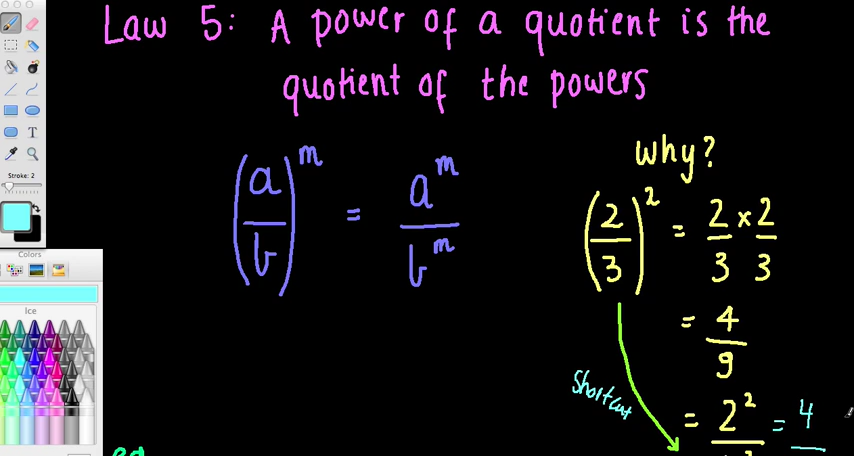 Law 5: A power of a quotient is the
quotient of the powers
(a/b)^m = a^m/b^m
Why?
(2/3)^2 = 2/3 × 2/3
= 4/9
Shortcut
= 2^2 = 4
eg
T
Stroke: 2
Colors
Ice